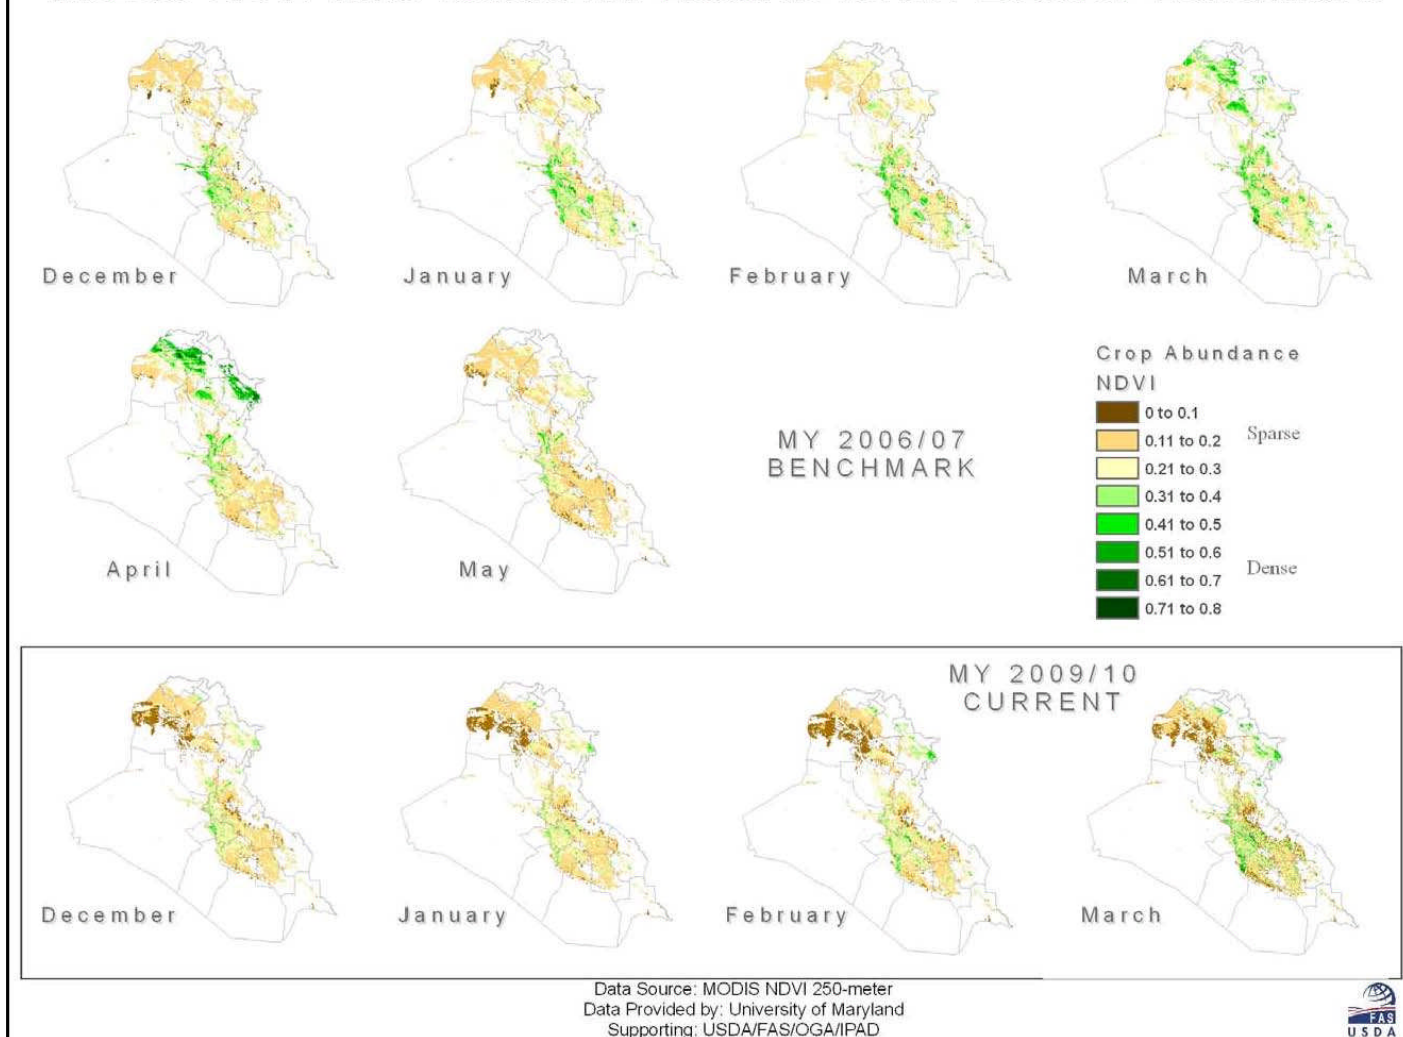 December
January
February
March
April
May
MY 2006/07
BENCHMARK
Crop Abundance
NDVI
0 to 0.1
0.11 to 0.2
0.21 to 0.3
0.31 to 0.4
0.41 to 0.5
0.51 to 0.6
0.61 to 0.7
0.71 to 0.8
Sparse
Dense
MY 2009/10
CURRENT
December
January
February
March
Data Source: MODIS NDVI 250-meter
Data Provided by: University of Maryland
Supporting: USDA/FAS/OGA/IPAD
FAS
USDA